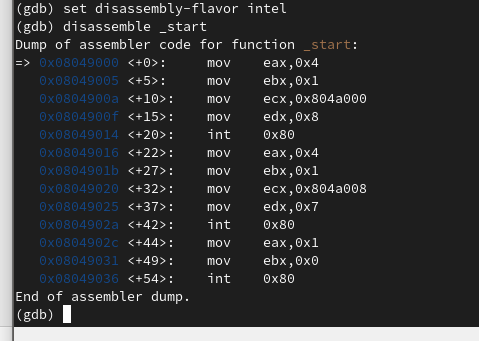 (gdb) set disassembly-flavor intel
(gdb) disassemble _start
Dump of assembler code for function _start:
=> 0x08049000 <+0>:     mov    eax,0x4
   0x08049005 <+5>:     mov    ebx,0x1
   0x0804900a <+10>:    mov    ecx,0x804a000
   0x0804900f <+15>:    mov    edx,0x8
   0x08049014 <+20>:    int    0x80
   0x08049016 <+22>:    mov    eax,0x4
   0x0804901b <+27>:    mov    ebx,0x1
   0x08049020 <+32>:    mov    ecx,0x804a008
   0x08049025 <+37>:    mov    edx,0x7
   0x0804902a <+42>:    int    0x80
   0x0804902c <+44>:    mov    eax,0x1
   0x08049031 <+49>:    mov    ebx,0x0
   0x08049036 <+54>:    int    0x80
End of assembler dump.
(gdb)